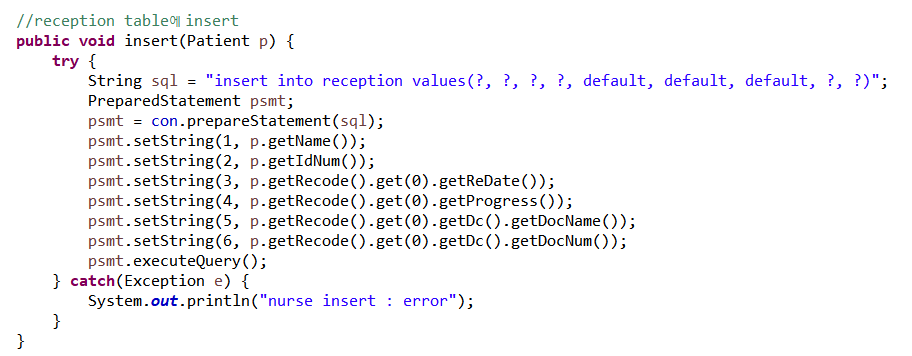 //reception table에 insert
public void insert(Patient p) {
try {
String sql = "insert into reception values(?, ?, ?, ?, default, default, default, ?, ?)";
PreparedStatement psmt;
psmt = con.prepareStatement(sql);
psmt.setString(1, p.getName());
psmt.setString(2, p.getIdNum());
psmt.setString(3, p.getRecode().get(0).getReDate());
psmt.setString(4, p.getRecode().get(0).getProgress());
psmt.setString(5, p.getRecode().get(0).getDc().getDocName());
psmt.setString(6, p.getRecode().get(0).getDc().getDocNum());
psmt.executeQuery();
} catch(Exception e) {
System.out.println("nurse insert : error");
}
}